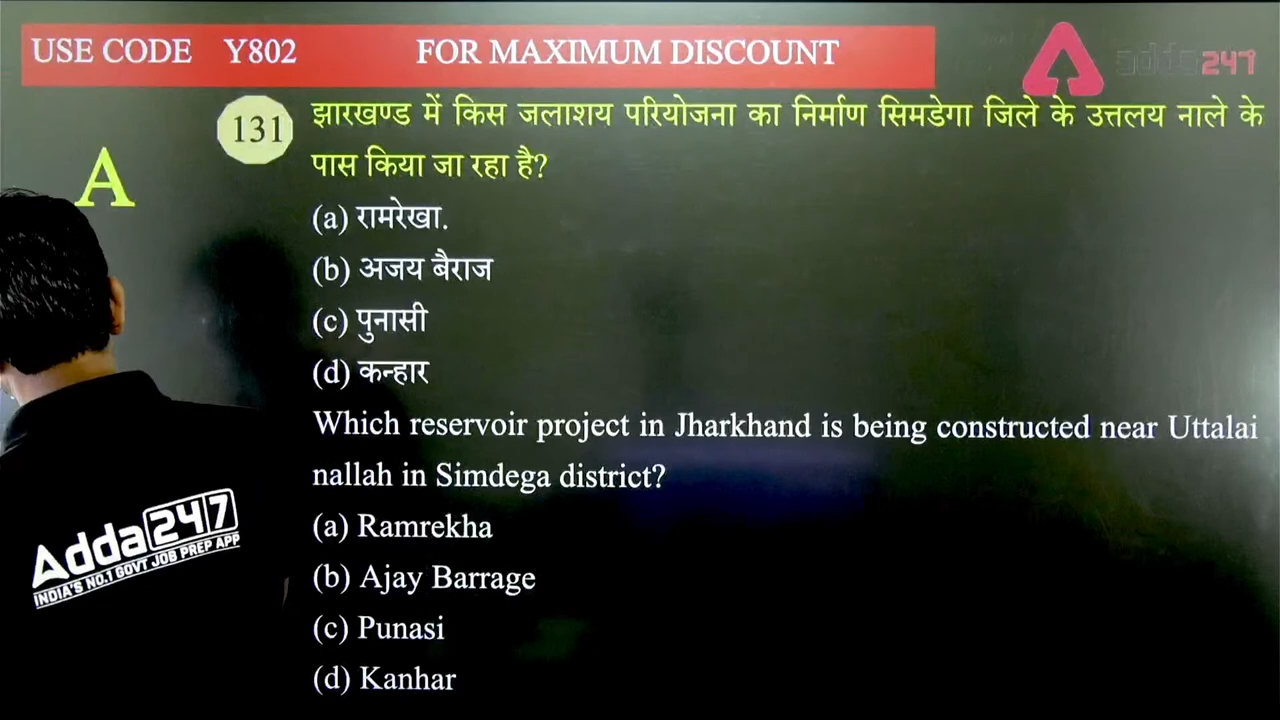 USE CODE Y802 FOR MAXIMUM DISCOUNT
adda247
131
झारखण्ड में किस जलाशय परियोजना का निर्माण सिमडेगा जिले के उत्तलय नाले के
पास किया जा रहा है?
A
(a) रामरेखा.
(b) अजय बैराज
(c) पुनासी
(d) कन्हार
Which reservoir project in Jharkhand is being constructed near Uttalai
nallah in Simdega district?
(a) Ramrekha
(b) Ajay Barrage
(c) Punasi
(d) Kanhar
Adda247
INDIA'S NO.1 GOVT JOB PREP APP